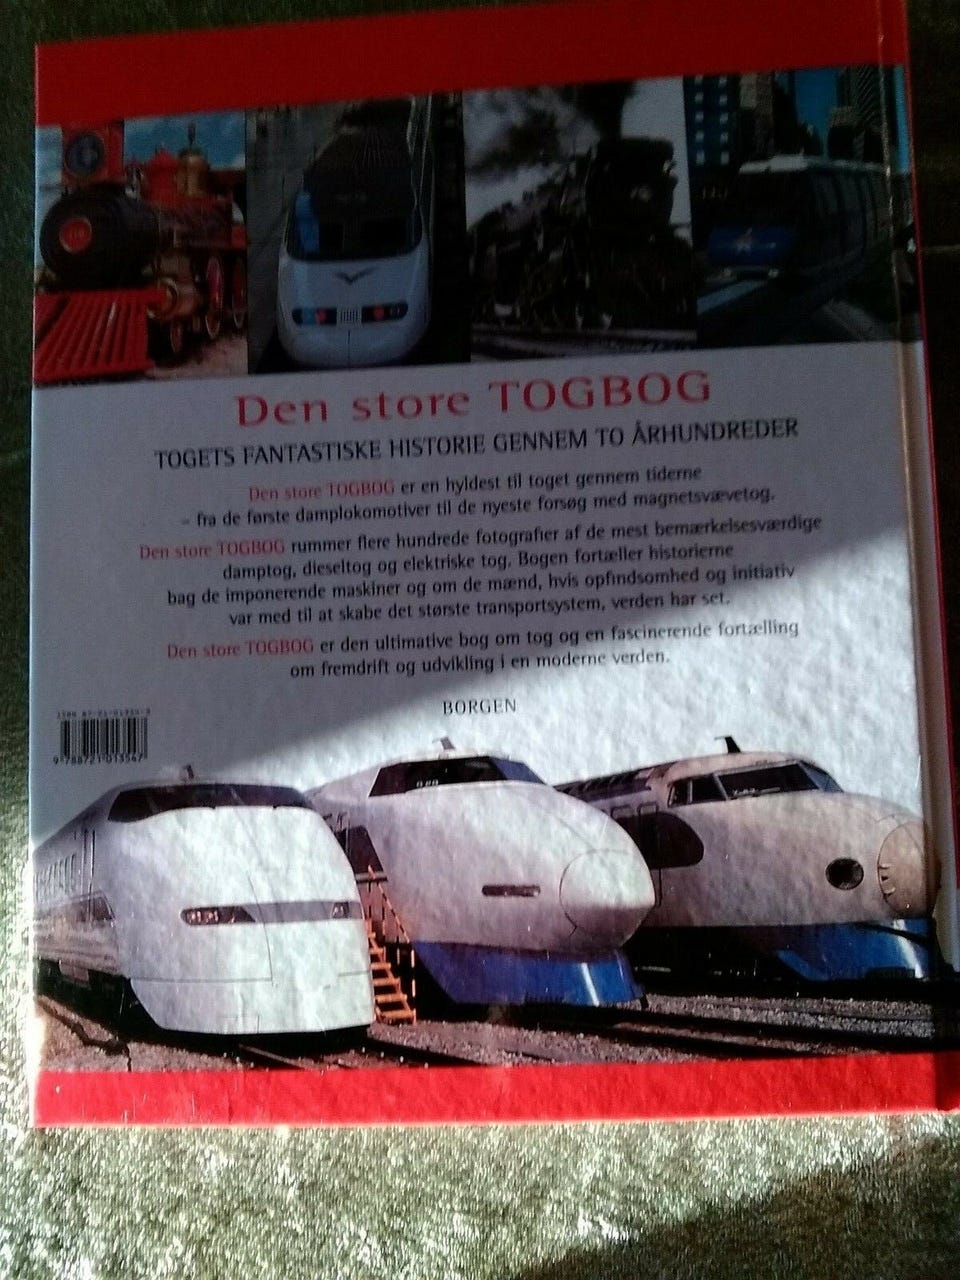 Den store TOGBOG
TOGETS FANTASTISKE HISTORIE GENNEM TO ÅRHUNDREDER
Den store TOGBOG er en hyldest til toget gennem tiderne
– fra de første damplokomotiver til de nyeste forsøg med magnetsvævetog.
Den store TOGBOG rummer flere hundrede fotografier af de mest bemærkelsesværdige
damptog, dieseltog og elektriske tog. Bogen fortæller historierne
bag de imponerende maskiner og om de mænd, hvis opfindsomhed og initiativ
var med til at skabe det største transportsystem, verden har set.
Den store TOGBOG er den ultimative bog om tog og en fascinerende fortælling
om fremdrift og udvikling i en moderne verden.
BORGEN
9 788721 013547